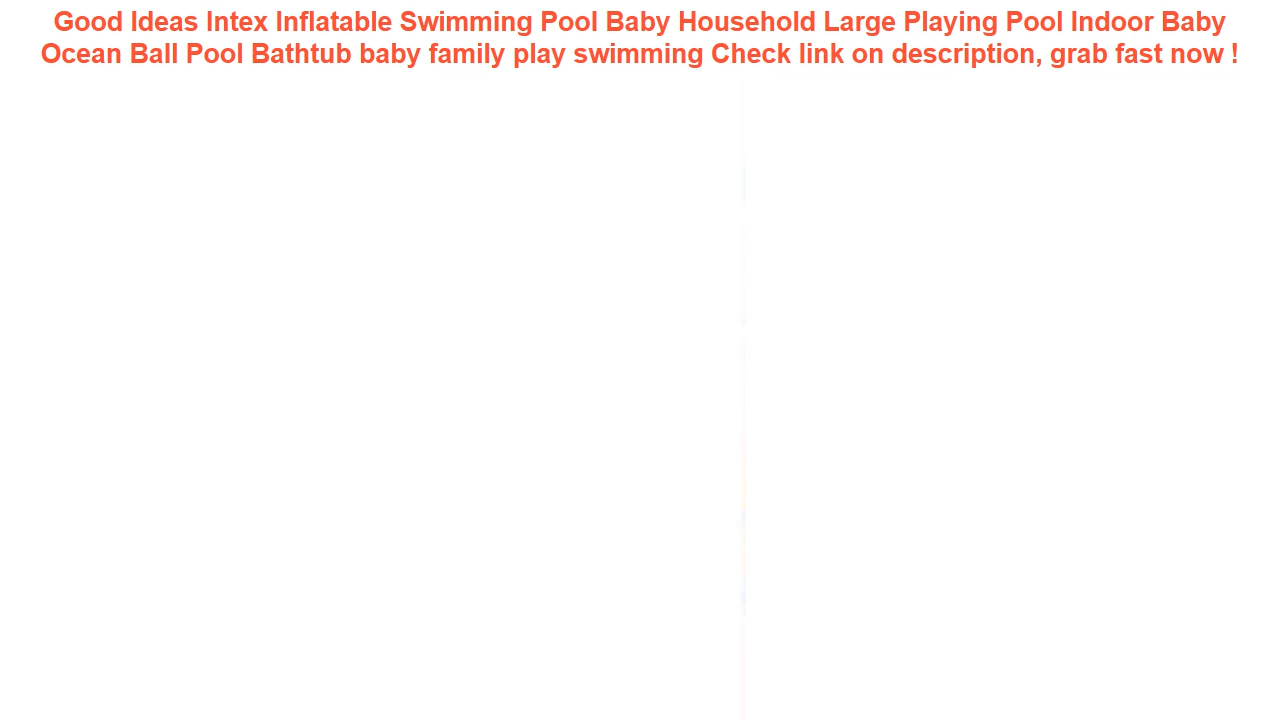 Good Ideas Intex Inflatable Swimming Pool Baby Household Large Playing Pool Indoor Baby
Ocean Ball Pool Bathtub baby family play swimming Check link on description, grab fast now !